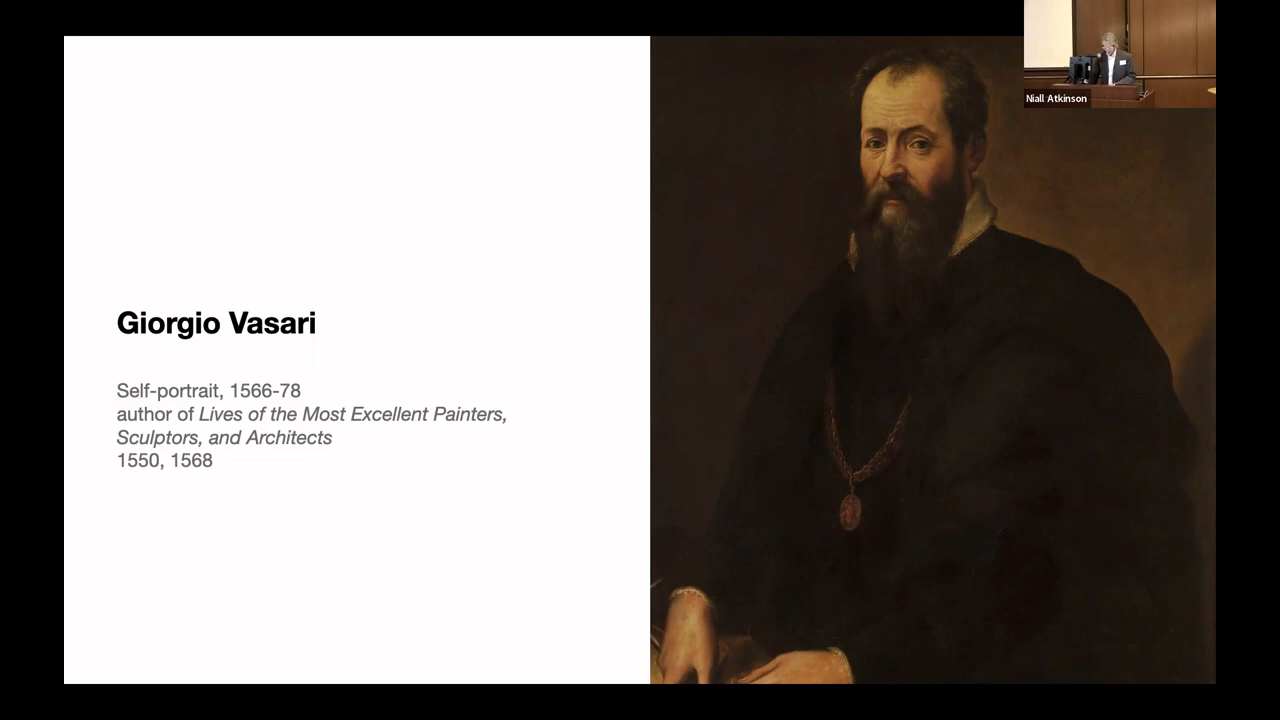 Niall Atkinson
Giorgio Vasari
Self-portrait, 1566-78
author of Lives of the Most Excellent Painters,
Sculptors, and Architects
1550, 1568